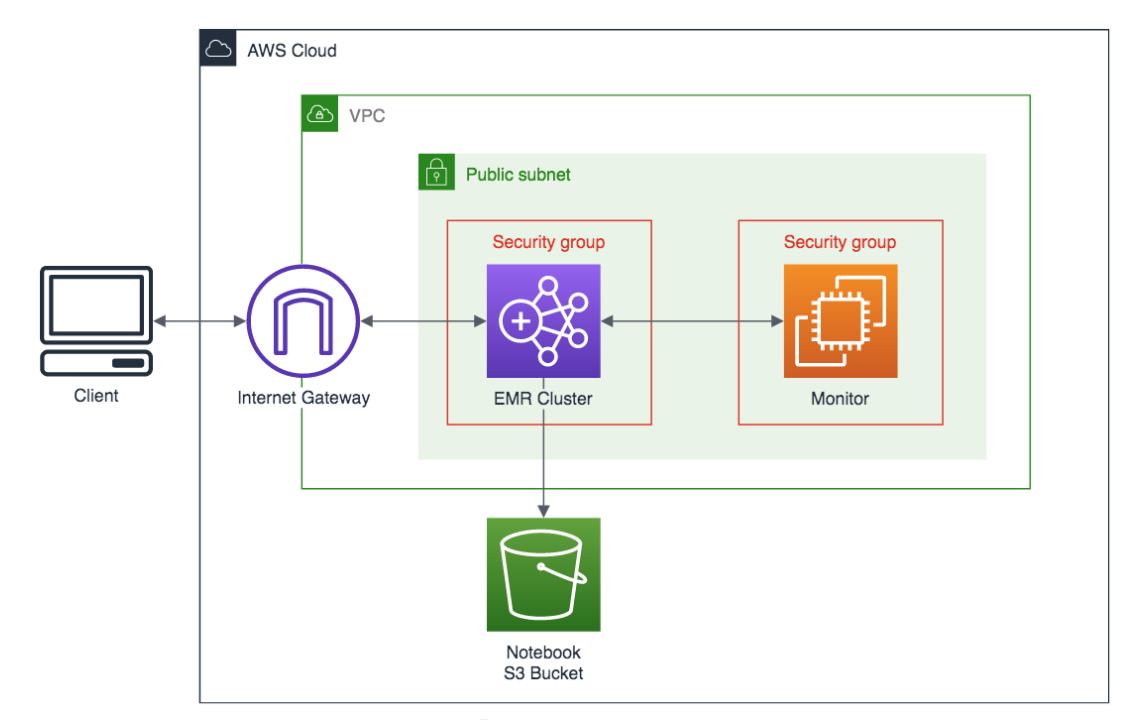 AWS Cloud
VPC
Public subnet
Security group
Security group
Client
Internet Gateway
EMR Cluster
Monitor
Notebook
S3 Bucket